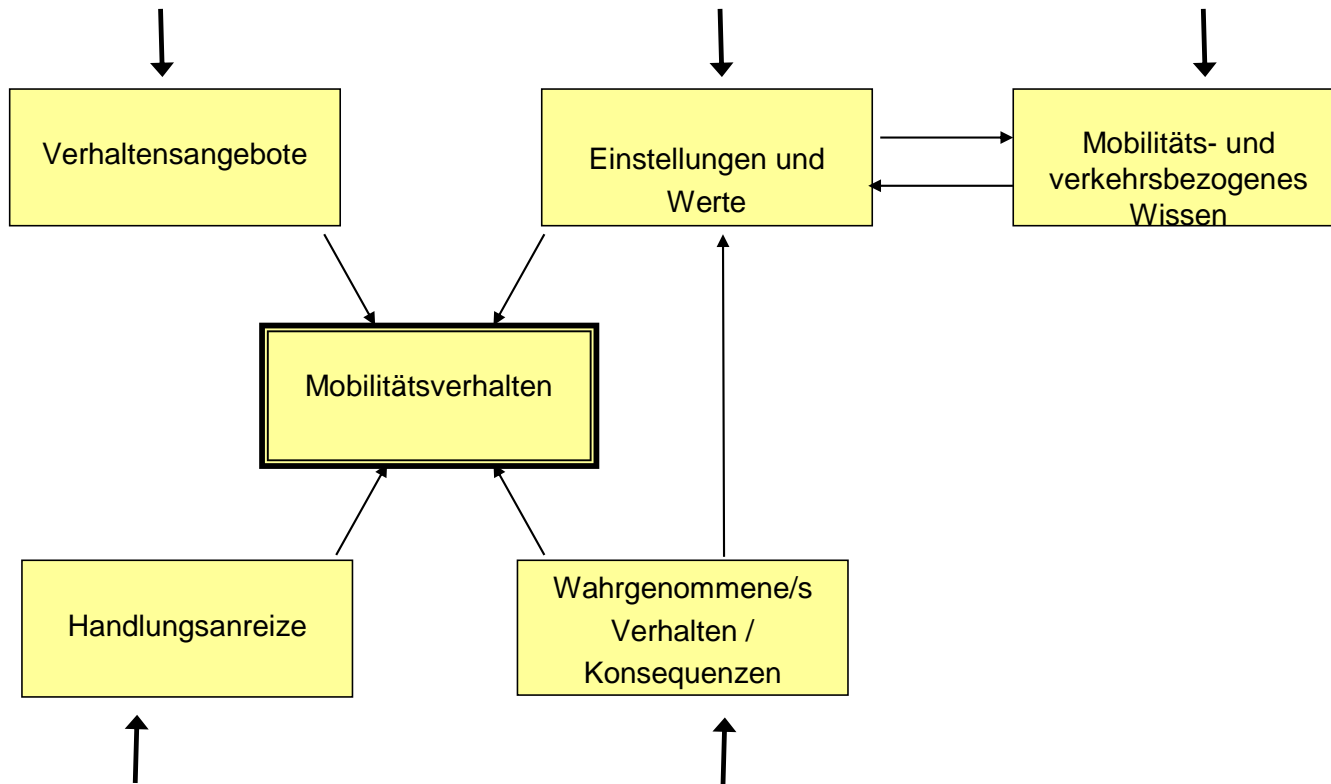 Verhaltensangebote
Einstellungen und
Werte
Mobilitäts- und
verkehrsbezogenes
Wissen
Mobilitätsverhalten
Handlungsanreize
Wahrgenommene/s
Verhalten /
Konsequenzen